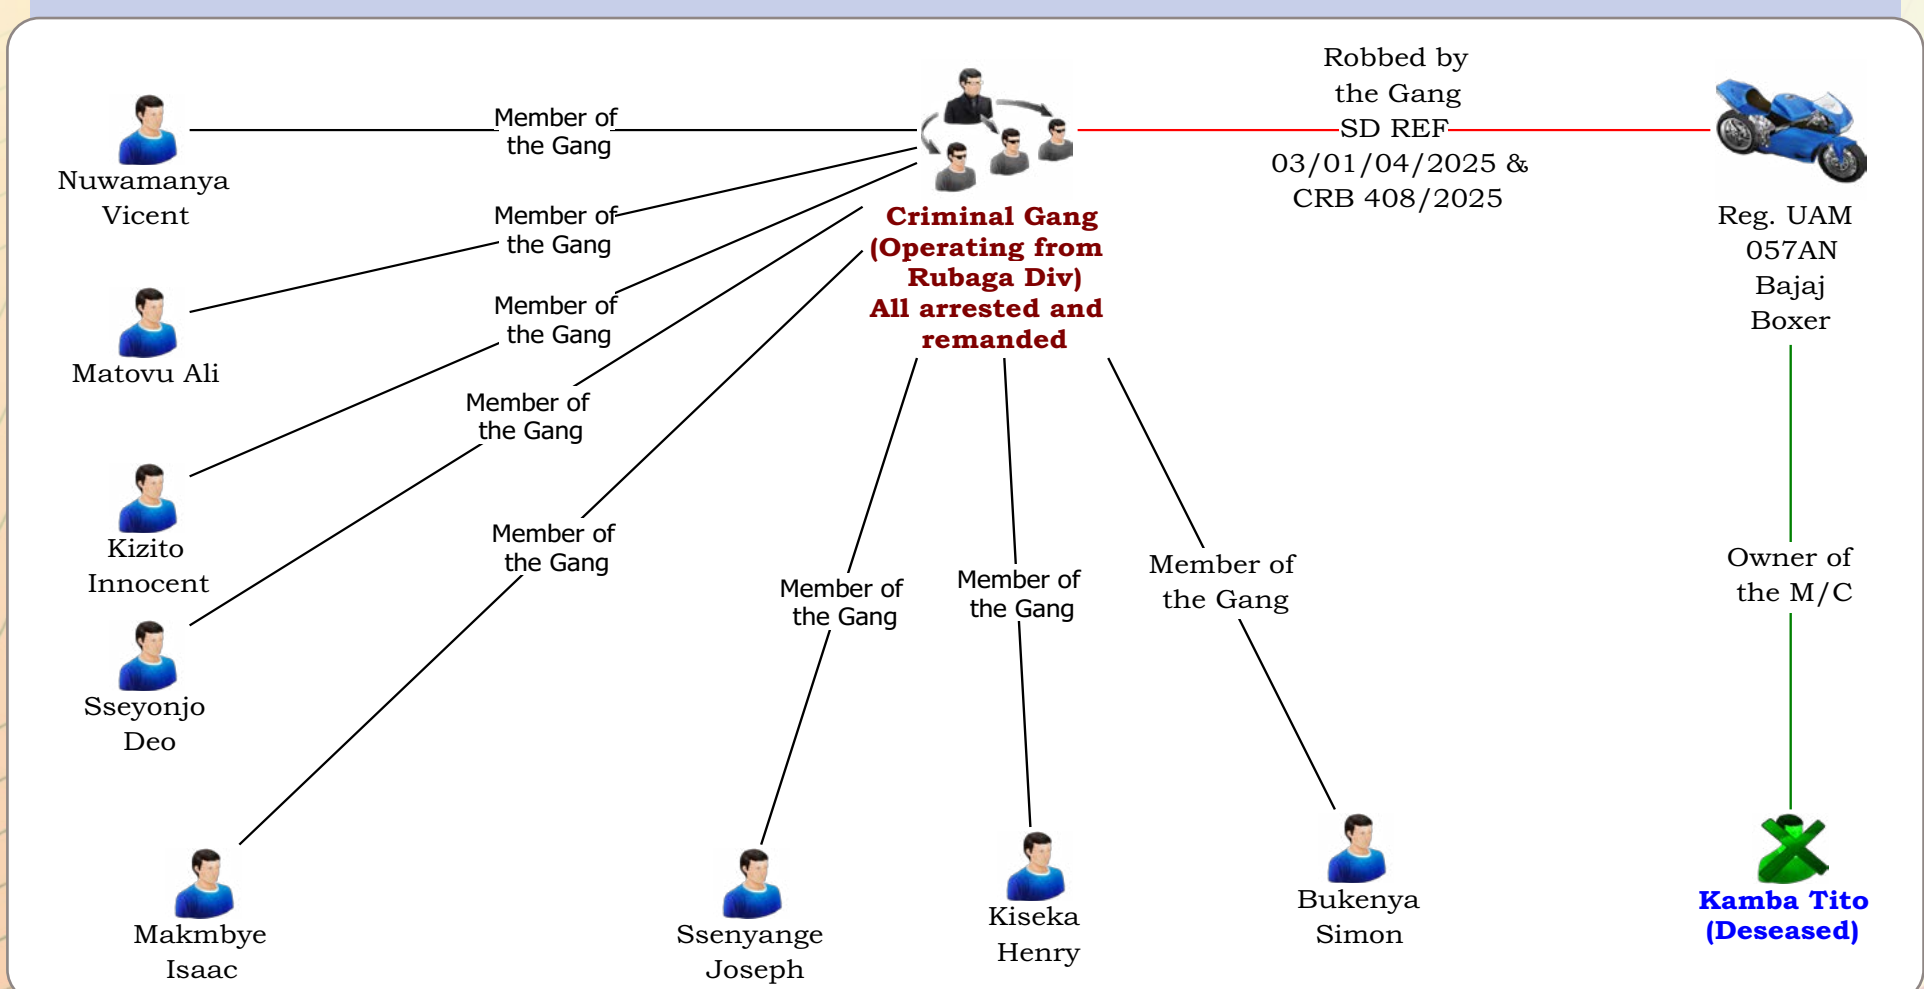 Robbed by
the Gang
SD REF
03/01/04/2025 &
CRB 408/2025
Member of
the Gang
Nuwamanya
Vicent
Member of
the Gang
Criminal Gang
(Operating from
Rubaga Div)
All arrested and
remanded
Reg. UAM
057AN
Bajaj
Boxer
Matovu Ali
Member of
the Gang
Member of
the Gang
Kizito
Innocent
Member of
the Gang
Sseyonjo
Deo
Member of
the Gang
Member of
the Gang
Member of
the Gang
Owner of
the M/C
Makmbye
Isaac
Ssenyange
Joseph
Kiseka
Henry
Bukenya
Simon
Kamba Tito
(Deseased)